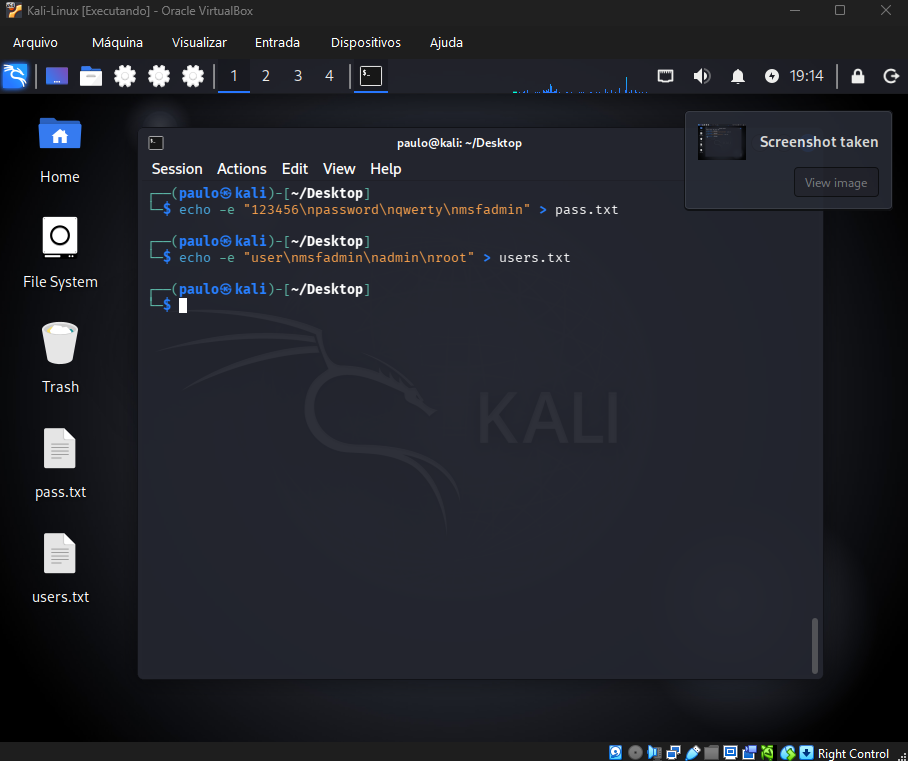 Kali-Linux [Executando] - Oracle VirtualBox
Arquivo Máquina Visualizar Entrada Dispositivos Ajuda
1 2 3 4 19:14
paulo@kali: ~/Desktop
Screenshot taken
View image
Session Actions Edit View Help
┌──(paulo㉿kali)-[~/Desktop]
└─$ echo -e "123456\npassword\nqwerty\nmsfadmin" > pass.txt
┌──(paulo㉿kali)-[~/Desktop]
└─$ echo -e "user\nmsfadmin\nadmin\nroot" > users.txt
┌──(paulo㉿kali)-[~/Desktop]
└─$
KALI
Home
File System
Trash
pass.txt
users.txt
Right Control